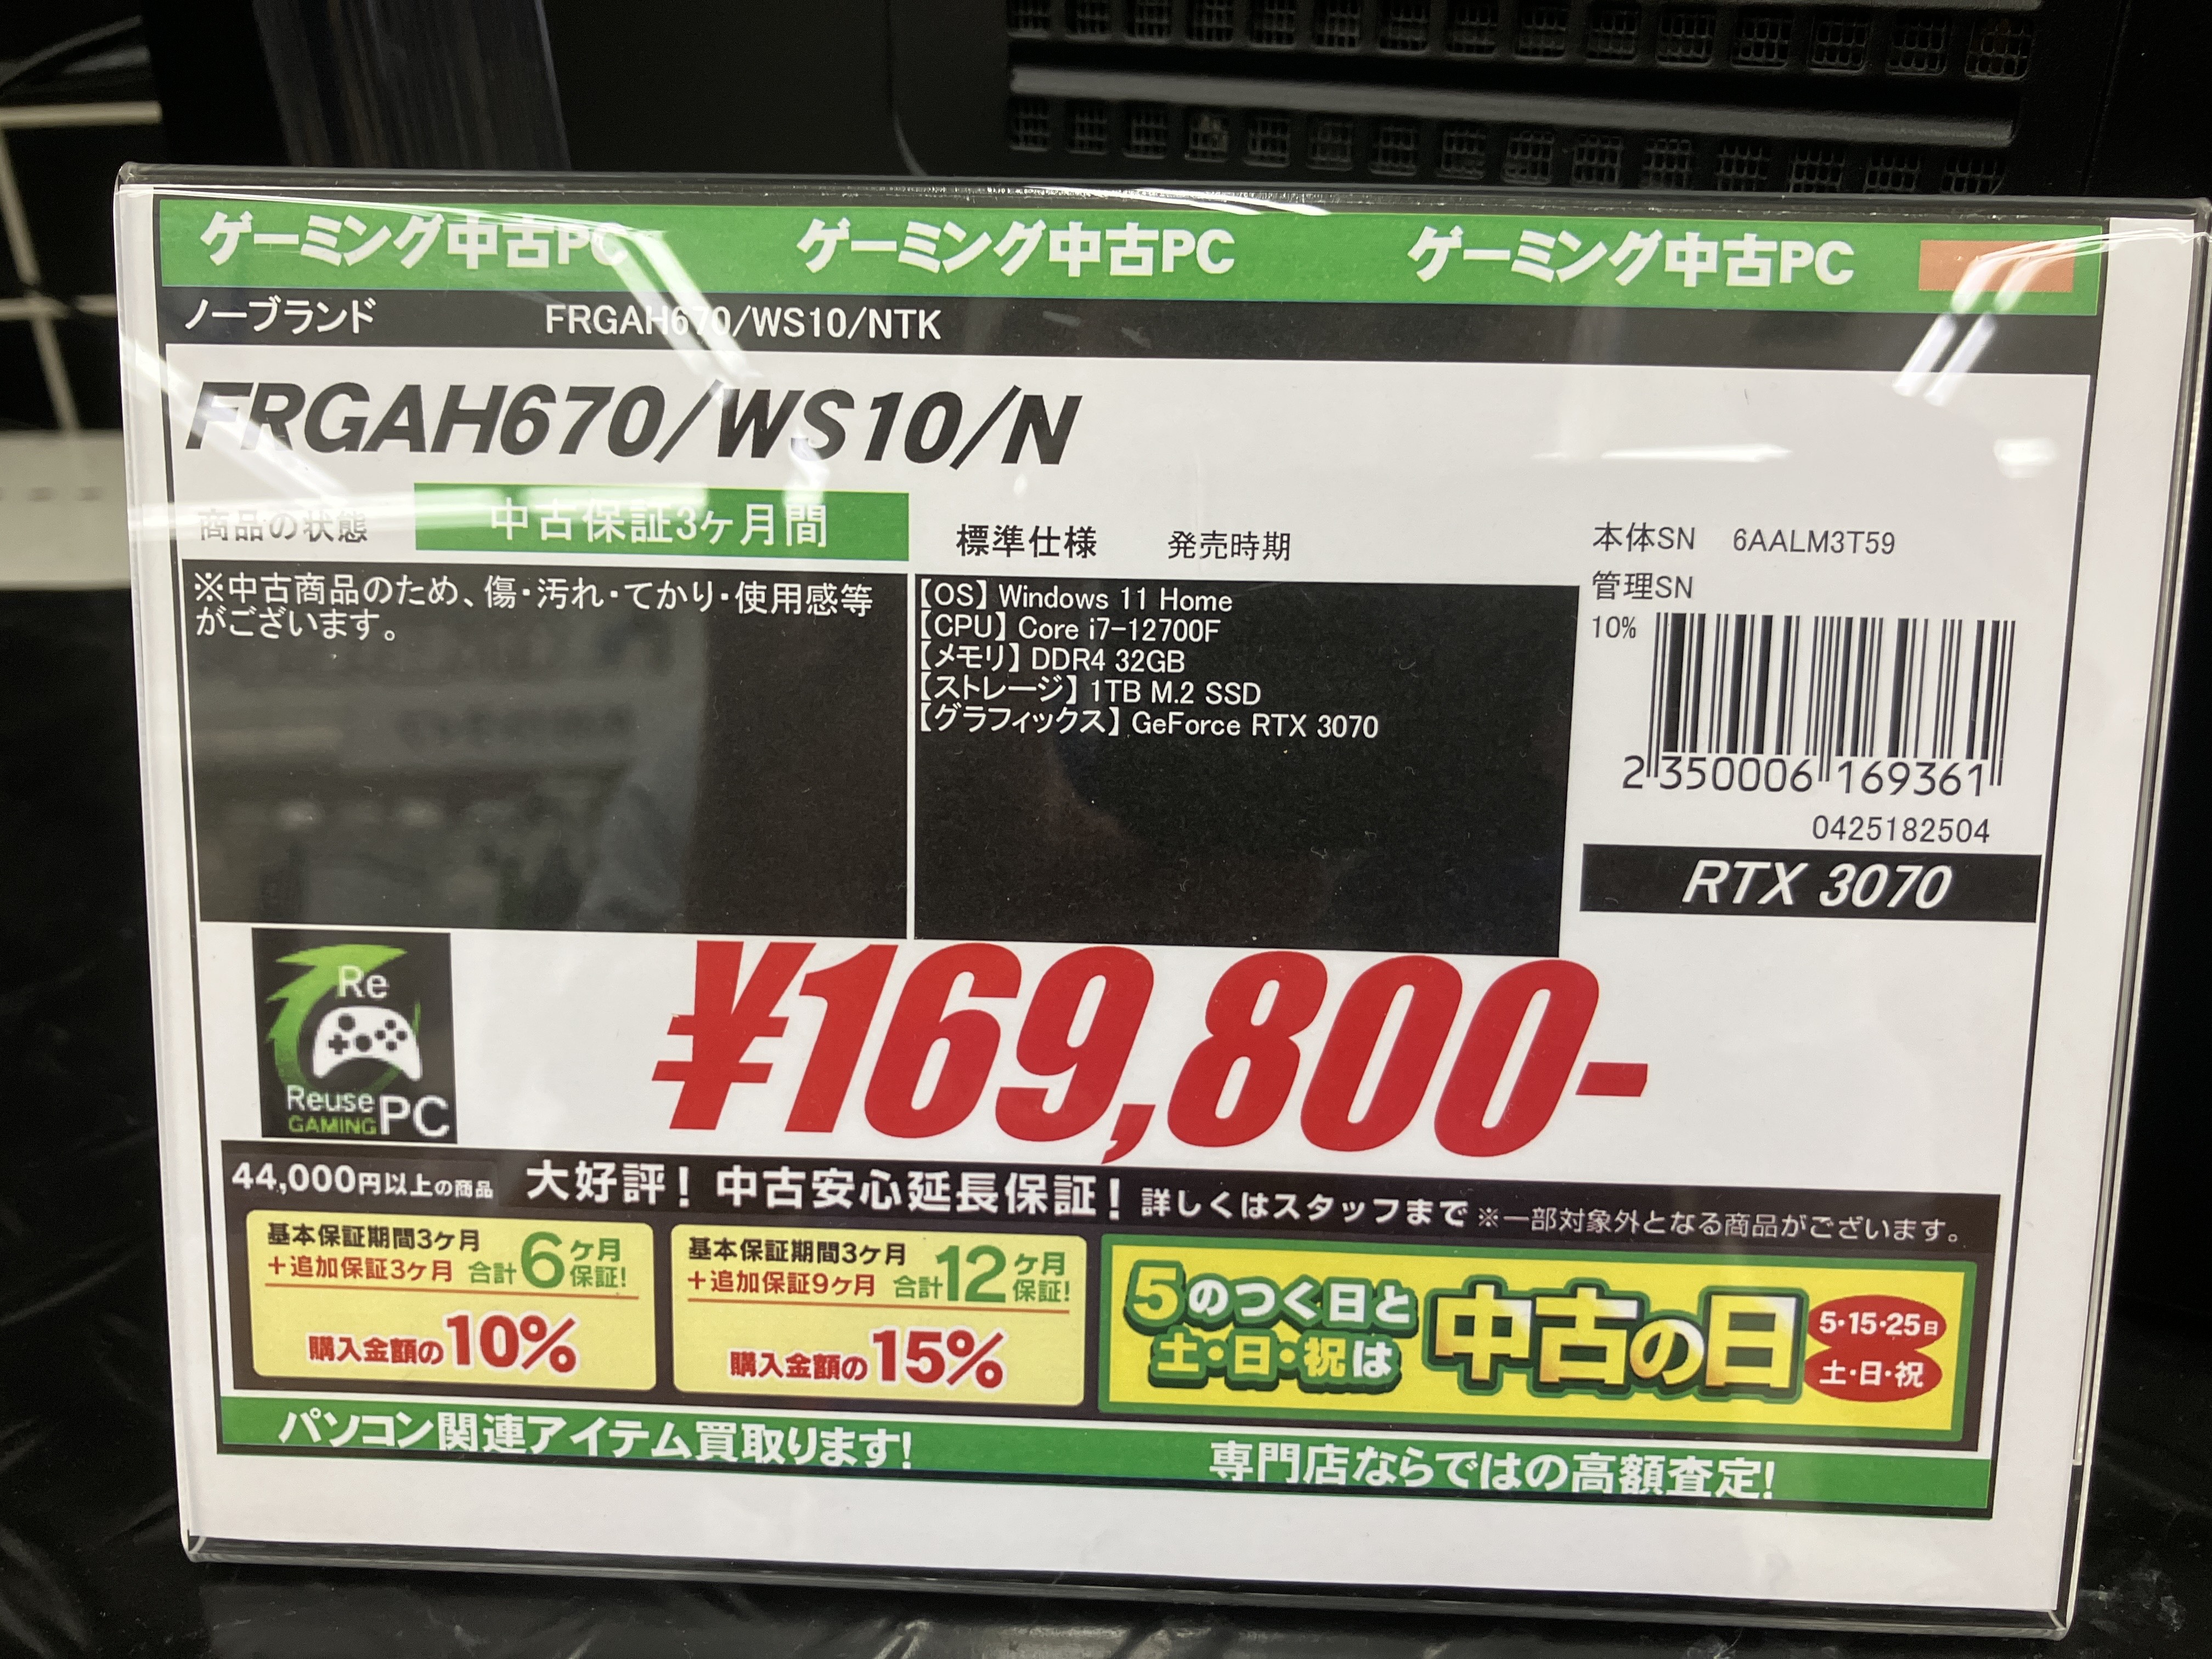 ゲーミング中古PC ゲーミング中古PC ゲーミング中古PC
ノーブランド FRGAH670/WS10/NTK
FRGAH670/WS10/N
商品の状態 中古保証3ヶ月間
※中古商品のため、傷・汚れ・てかり・使用感等
がございます。
標準仕様 発売時期
【OS】 Windows 11 Home
【CPU】 Core i7-12700F
【メモリ】 DDR4 32GB
【ストレージ】 1TB M.2 SSD
【グラフィックス】 GeForce RTX 3070
本体SN 6AALM3T59
管理SN
10%
2 350006 169361
0425182504
RTX 3070
Re
Reuse
GAMING PC
¥169,800-
44,000円以上の商品 大好評！中古安心延長保証！詳しくはスタッフまで ※一部対象外となる商品がございます。
基本保証期間3ヶ月
＋追加保証3ヶ月 合計6ヶ月保証!
購入金額の10%
基本保証期間3ヶ月
＋追加保証9ヶ月 合計12ヶ月保証!
購入金額の15%
5のつく日と
土・日・祝は
中古の日
5・15・25日
土・日・祝
パソコン関連アイテム買取ります! 専門店ならではの高額査定!